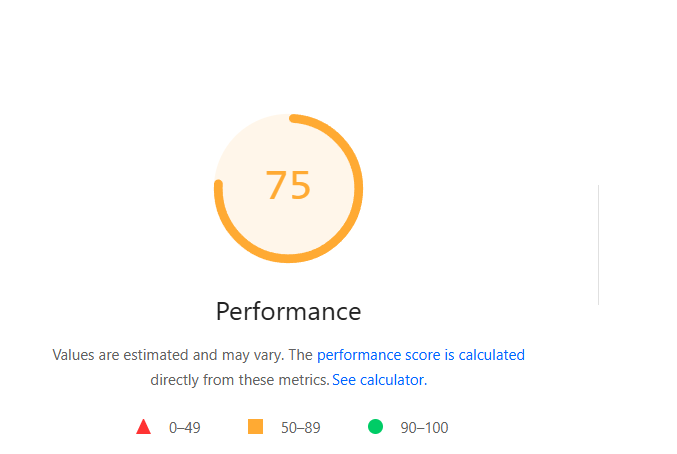 75
Performance
Values are estimated and may vary. The performance score is calculated
directly from these metrics. See calculator.
0–49 50–89 90–100